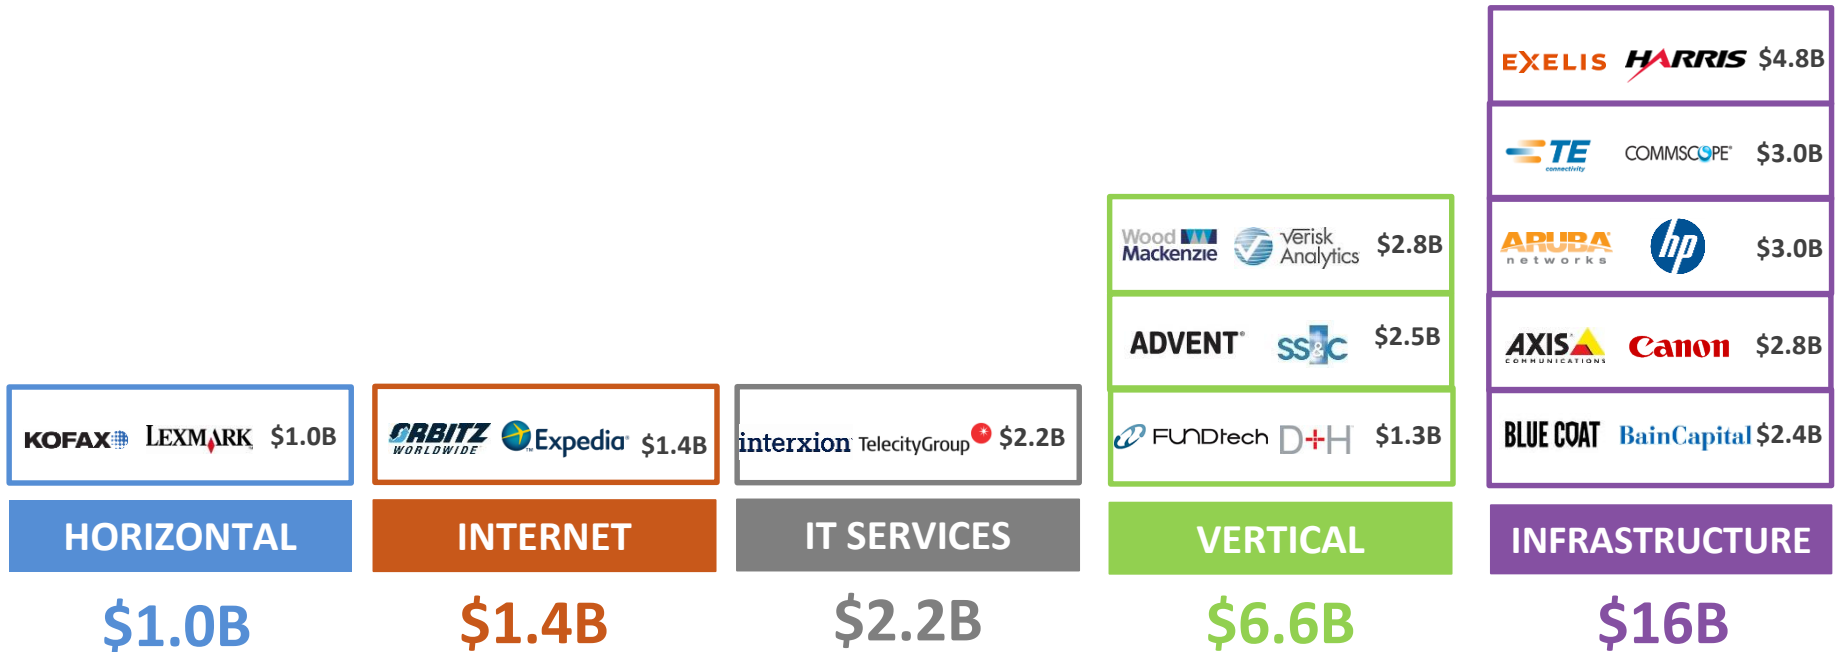 EXELIS HARRIS $4.8B
TE connectivity COMMSCOPE® $3.0B
ARUBA networks hp $3.0B
AXIS COMMUNICATIONS Canon $2.8B
BLUE COAT BainCapital $2.4B
Wood Mackenzie Verisk Analytics $2.8B
ADVENT® SS&C $2.5B
FUNDtech D+H $1.3B
KOFAX LEXMARK $1.0B
ORBITZ WORLDWIDE Expedia $1.4B
interxion TelecityGroup $2.2B
HORIZONTAL
INTERNET
IT SERVICES
VERTICAL
INFRASTRUCTURE
$1.0B
$1.4B
$2.2B
$6.6B
$16B